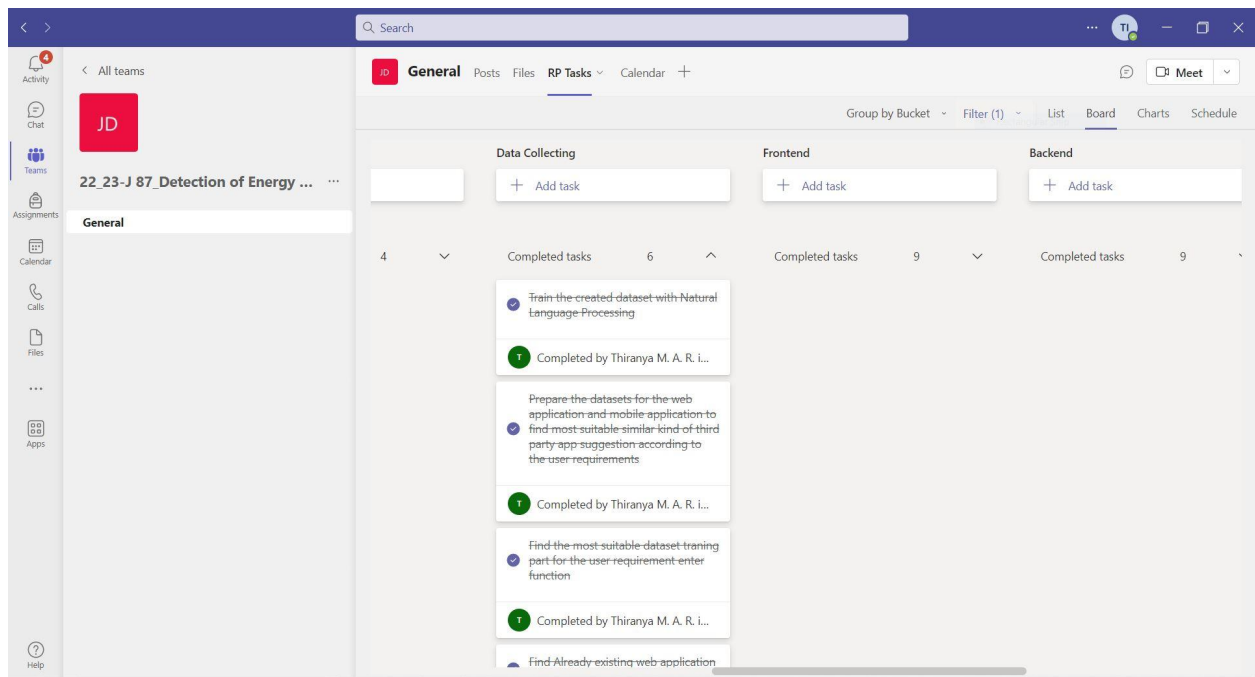 Search
TI
4
Activity
Chat
Teams
Assignments
Calendar
Calls
Files
Apps
Help
All teams
JD
22_23-J 87_Detection of Energy ...
General
JD General Posts Files RP Tasks Calendar
Meet
Group by Bucket Filter (1) List Board Charts Schedule
Data Collecting Frontend Backend
Add task Add task Add task
4 Completed tasks 6 Completed tasks 9 Completed tasks 9
Train the created dataset with Natural
Language Processing
T Completed by Thiranya M. A. R. i...
Prepare the datasets for the web
application and mobile application to
find most suitable similar kind of third
party app suggestion according to
the user requirements
T Completed by Thiranya M. A. R. i...
Find the most suitable dataset traning
part for the user requirement enter
function
T Completed by Thiranya M. A. R. i...
Find Already existing web application